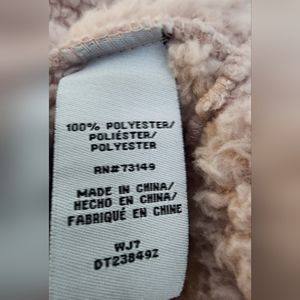 100% POLYESTER/
POLIÉSTER/
POLYESTER
RN#73149
MADE IN CHINA/
HECHO EN CHINA/
FABRIQUÉ EN CHINE
WJ7
DT238492